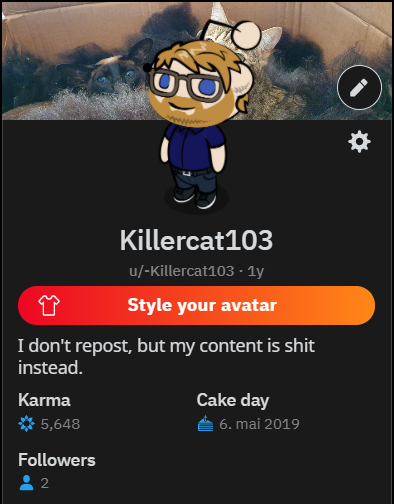 Killercat103
u/-Killercat103 · 1y
Style your avatar
I don't repost, but my content is shit
instead.
Karma
Cake day
5,648
6. mai 2019
Followers
2